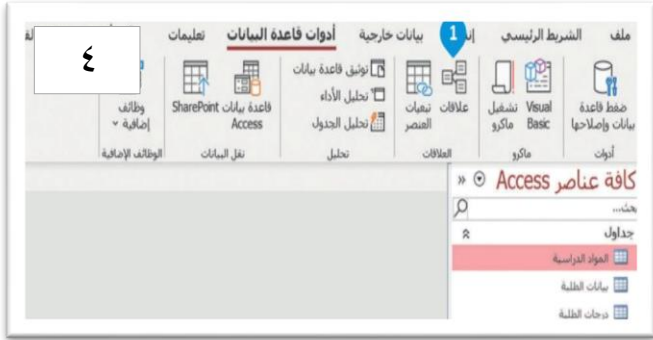 ملف الشريط الرئيسي بيانات خارجية أدوات قاعدة البيانات تعليمات
1
٤
ضغط قاعدة بيانات وإصلاحها
Visual Basic
تشغيل ماكرو
علاقات
تبعيات العنصر
توثيق قاعدة بيانات
تحليل الأداء
تحليل الجدول
قاعدة بيانات Access
SharePoint
وظائف إضافية
أدوات
ماكرو
العلاقات
تحليل
نقل البيانات
الوظائف الإضافية
كافة عناصر Access
بحث...
جداول
المواد الدراسية
بيانات الطلبة
درجات الطلبة